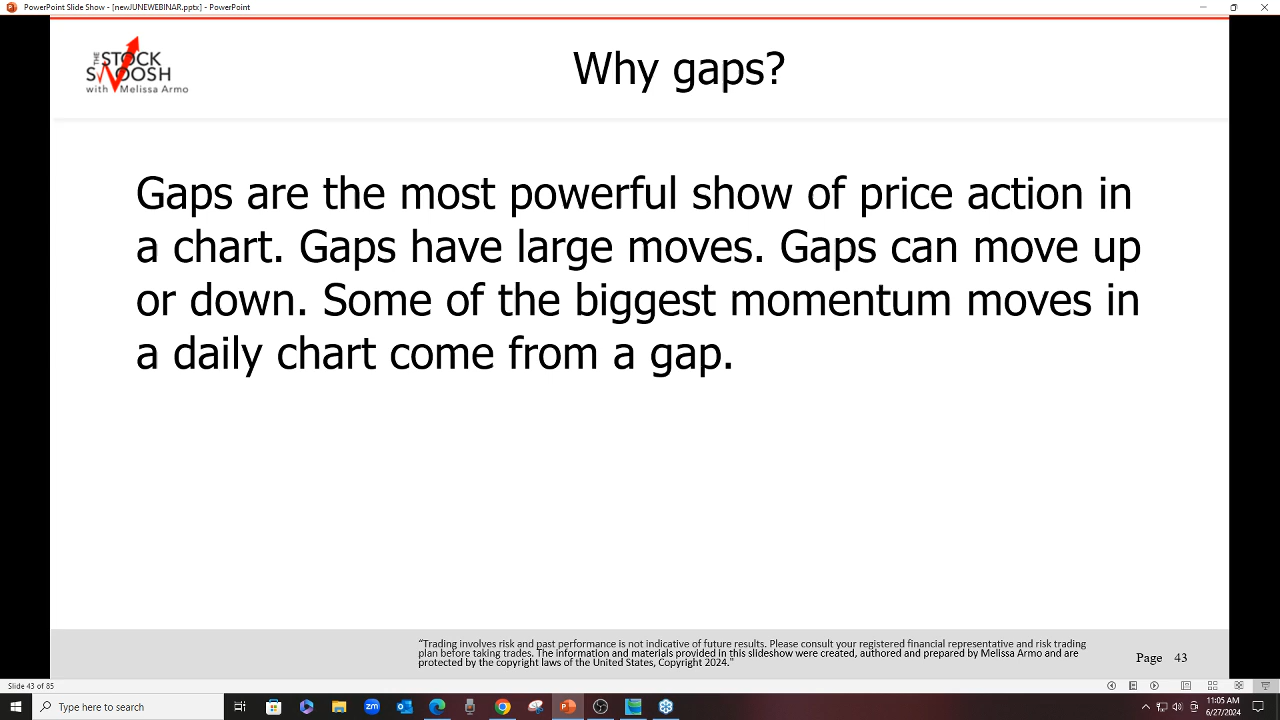 PowerPoint Slide Show - [newJUNEWEBINAR.pptx] - PowerPoint
THE
STOCK
SWOOSH
with Melissa Armo
Why gaps?
Gaps are the most powerful show of price action in
a chart. Gaps have large moves. Gaps can move up
or down. Some of the biggest momentum moves in
a daily chart come from a gap.
"Trading involves risk and past performance is not indicative of future results. Please consult your registered financial representative and risk trading
plan before taking trades. The information and materials provided in this slideshow were created, authored and prepared by Melissa Armo and are
protected by the copyright laws of the United States, Copyright 2024."
Page 43
Slide 43 of 85
Type here to search
11:05 AM
6/27/2024